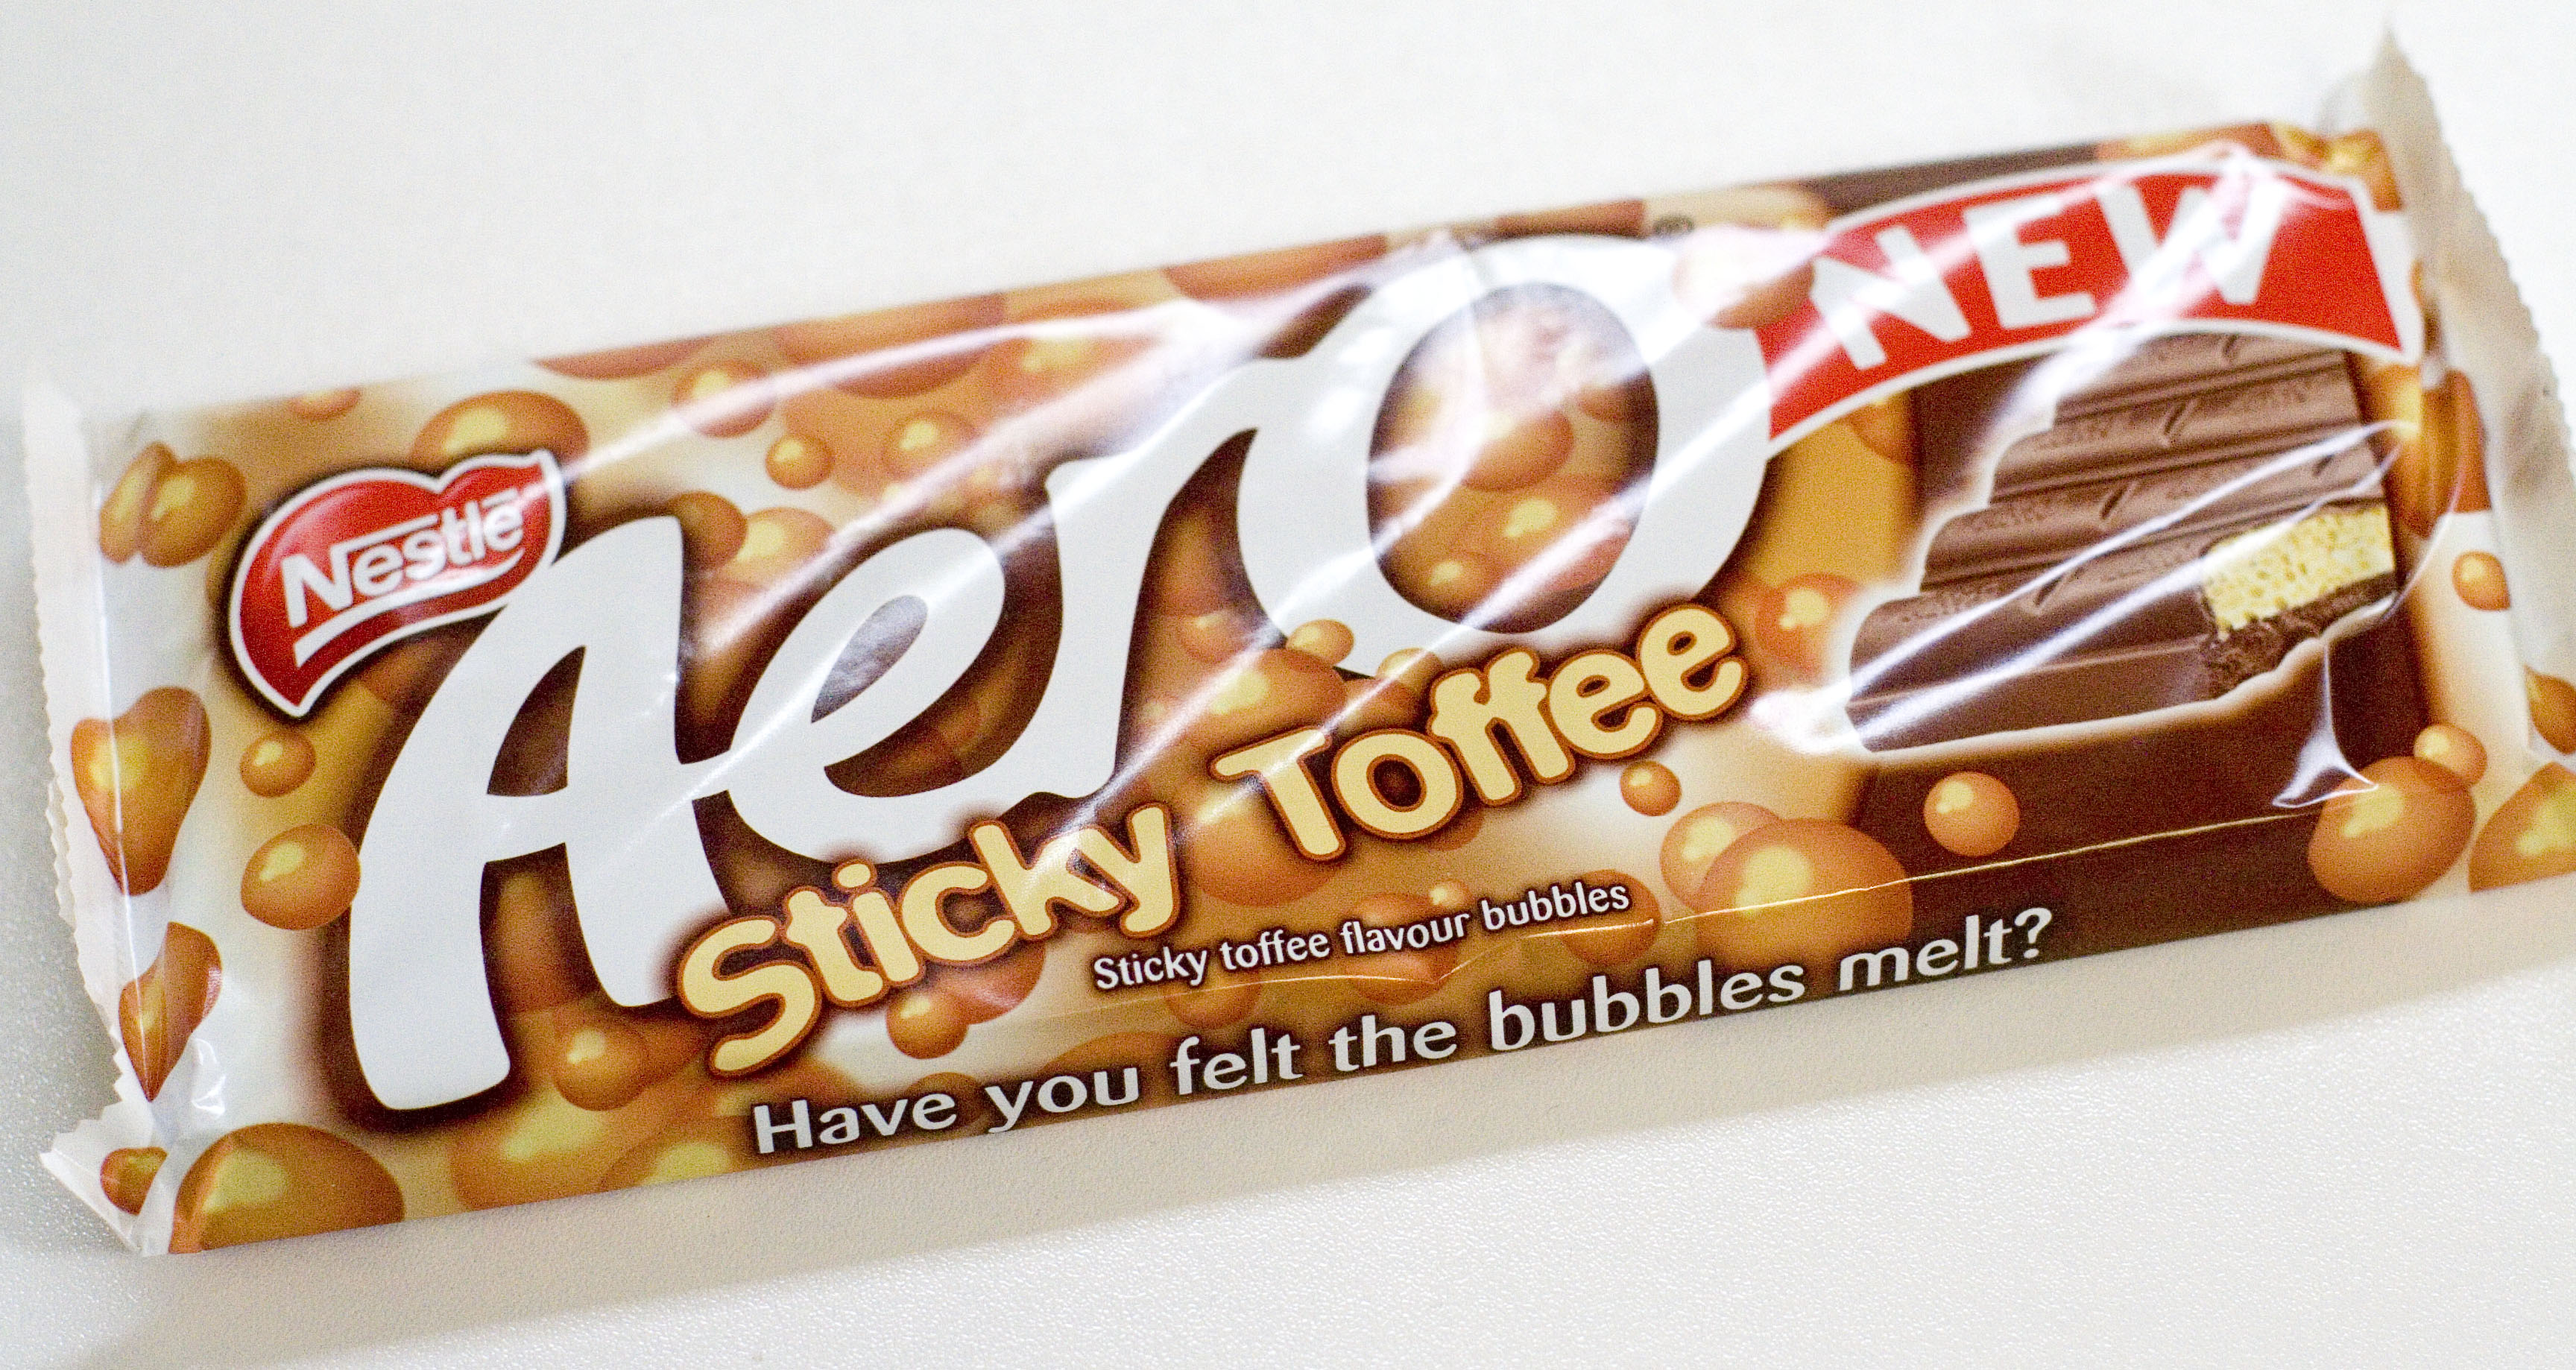 Nestlé
Aero
NEW
Sticky Toffee
Sticky toffee flavour bubbles
Have you felt the bubbles melt?